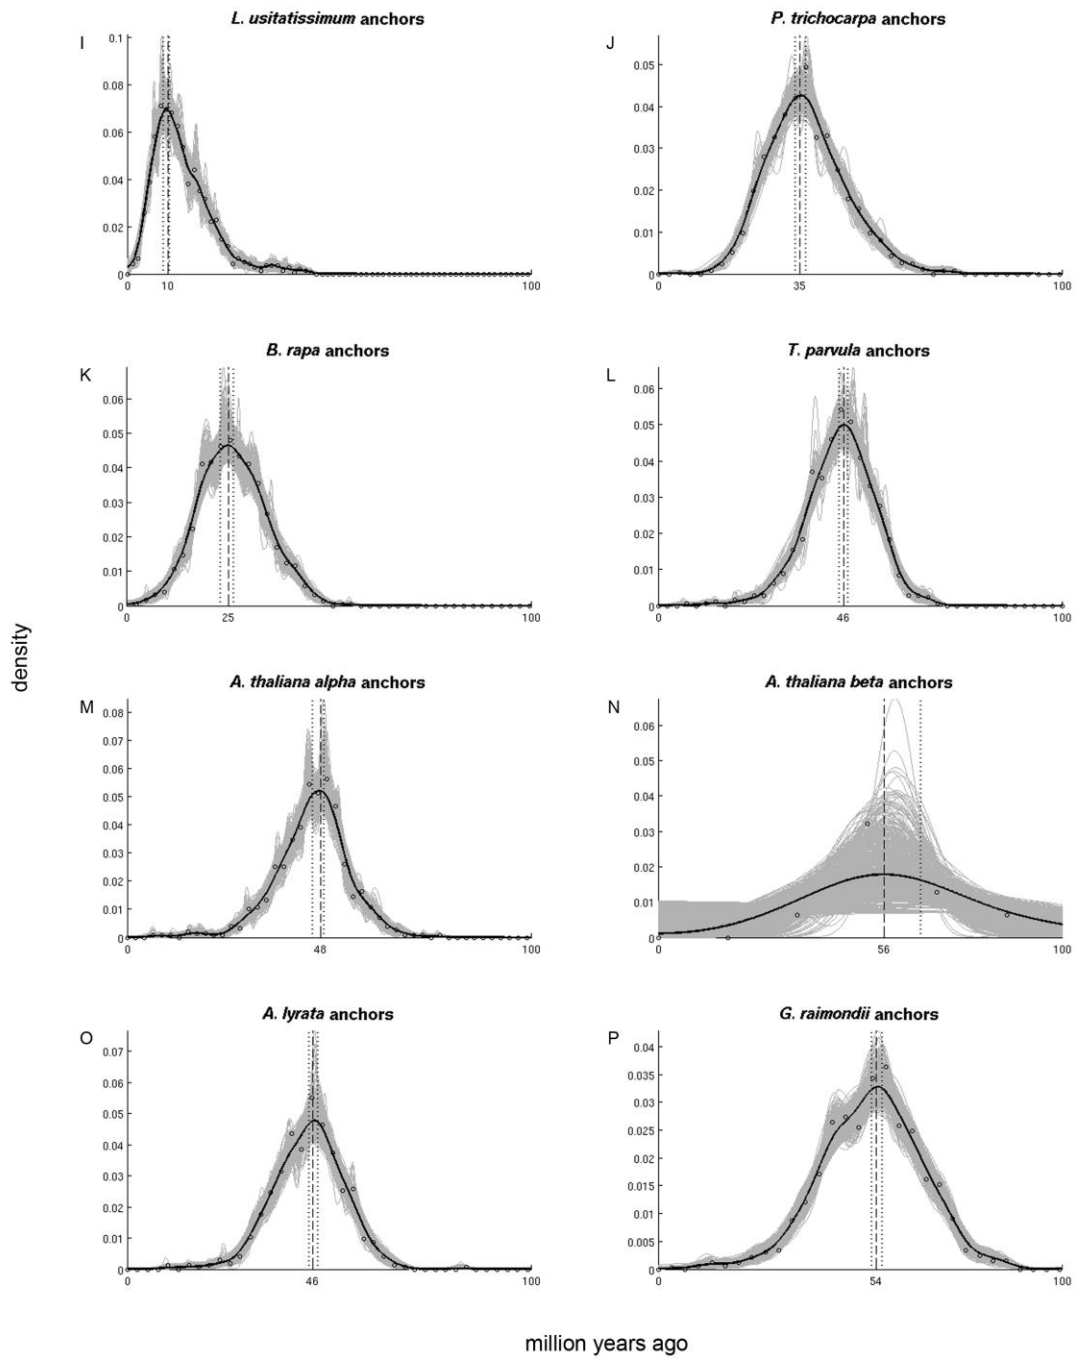 L. usitatissimum anchors
I
0.1
0.08
0.06
0.04
0.02
0
0 10 100
P. trichocarpa anchors
J
0.05
0.04
0.03
0.02
0.01
0
0 35 100
B. rapa anchors
K
0.06
0.05
0.04
0.03
0.02
0.01
0
0 25 100
T. parvula anchors
L
0.06
0.05
0.04
0.03
0.02
0.01
0
0 46 100
A. thaliana alpha anchors
M
0.08
0.07
0.06
0.05
0.04
0.03
0.02
0.01
0
0 48 100
A. thaliana beta anchors
N
0.06
0.05
0.04
0.03
0.02
0.01
0
0 56 100
A. lyrata anchors
O
0.07
0.06
0.05
0.04
0.03
0.02
0.01
0
0 46 100
G. raimondii anchors
P
0.04
0.035
0.03
0.025
0.02
0.015
0.01
0.005
0
0 54 100
density
million years ago